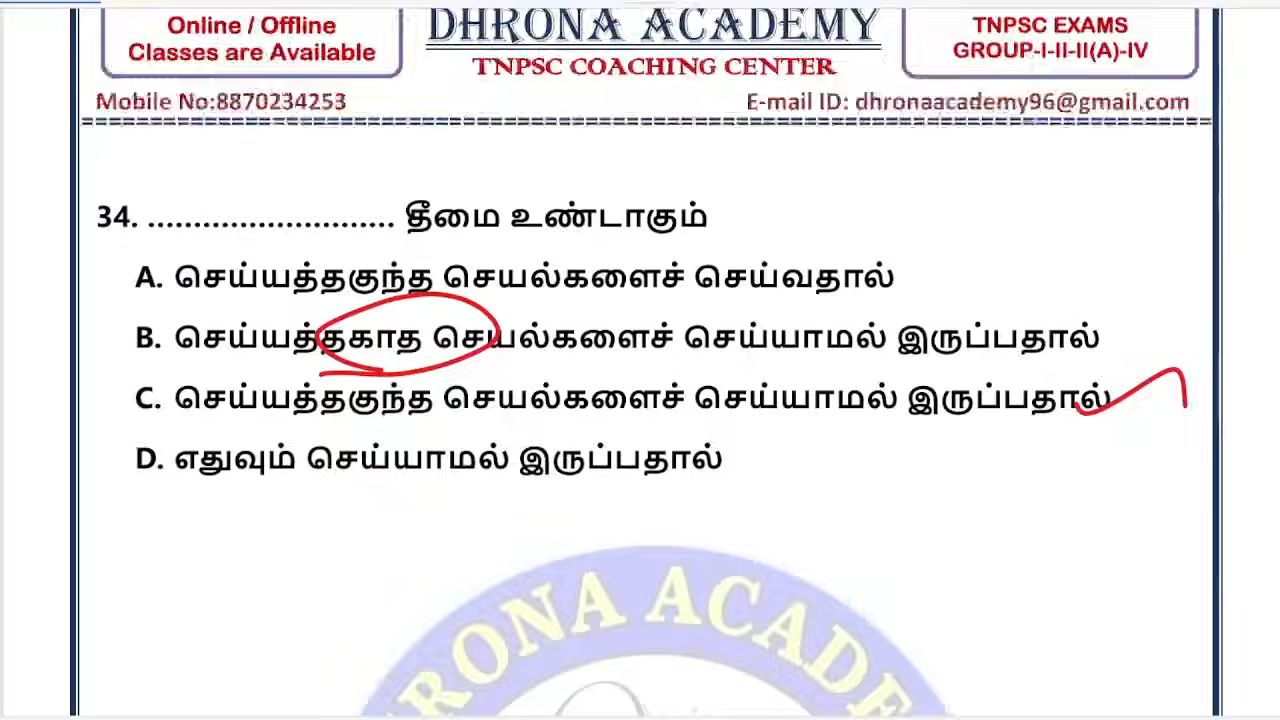 Online / Offline
Classes are Available
DHRONA ACADEMY
TNPSC COACHING CENTER
TNPSC EXAMS
GROUP-I-II-II(A)-IV
Mobile No:8870234253
E-mail ID: dhronaacademy96@gmail.com
34. ........................... தீமை உண்டாகும்
A. செய்யத்தகுந்த செயல்களைச் செய்வதால்
B. செய்யத்தகாத செயல்களைச் செய்யாமல் இருப்பதால்
C. செய்யத்தகுந்த செயல்களைச் செய்யாமல் இருப்பதால்
D. எதுவும் செய்யாமல் இருப்பதால்
HRONA ACADE